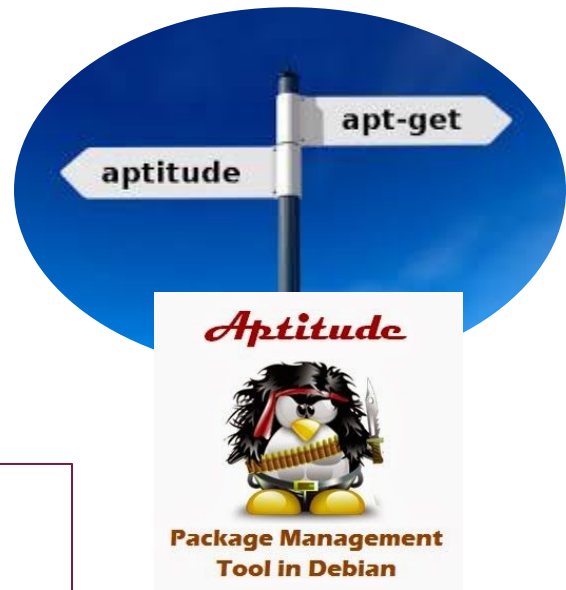 apt-get
aptitude
Aptitude
Package Management
Tool in Debian